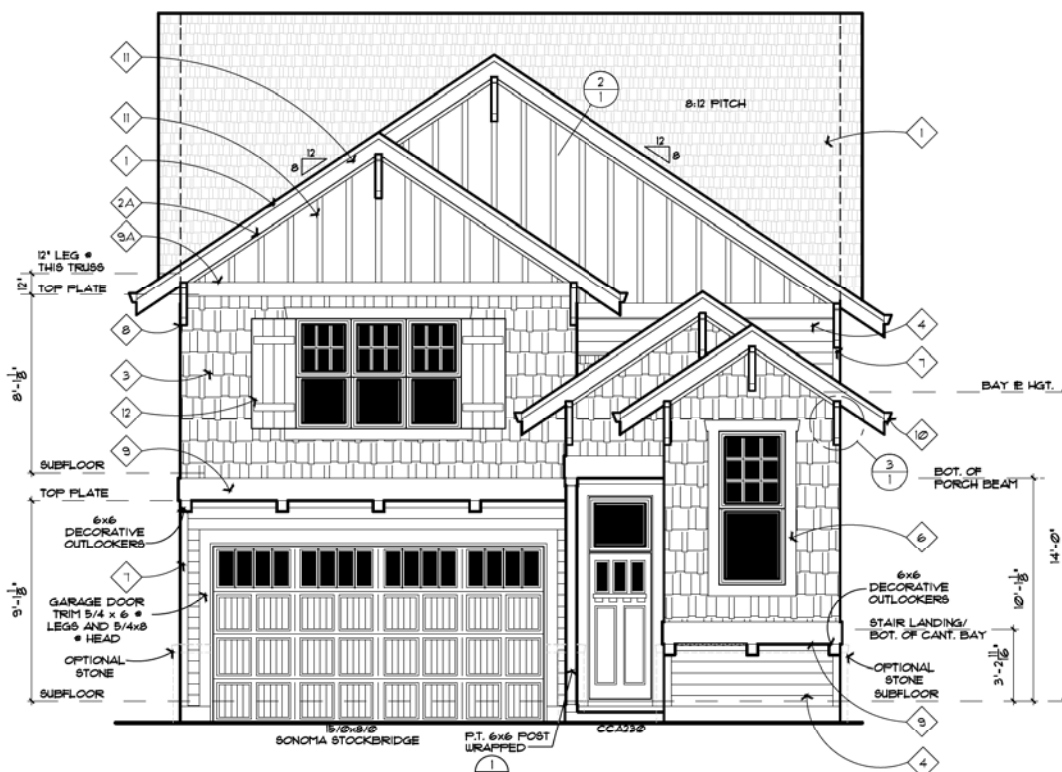 11
2
1
8:12 PITCH
11
1
12
8
12
8
1
2A
9A
12" LEG @
THIS TRUSS
12"
TOP PLATE
8
4
3
7
8'-1 1/8"
BAY PL HGT.
12
10
9
3
1
SUBFLOOR
BOT. OF
PORCH BEAM
TOP PLATE
6x6
DECORATIVE
OUTLOOKERS
6
14'-0"
7
6x6
DECORATIVE
OUTLOOKERS
10'-1 1/8"
9'-1 1/8"
GARAGE DOOR
TRIM 5/4 x 6 @
LEGS AND 5/4x8
@ HEAD
STAIR LANDING/
BOT. OF CANT. BAY
3'-2 11/16"
OPTIONAL
STONE
OPTIONAL
STONE
SUBFLOOR
SUBFLOOR
9
15/0x8/0
SONOMA STOCKBRIDGE
P.T. 6x6 POST
WRAPPED
CCA230
1
4